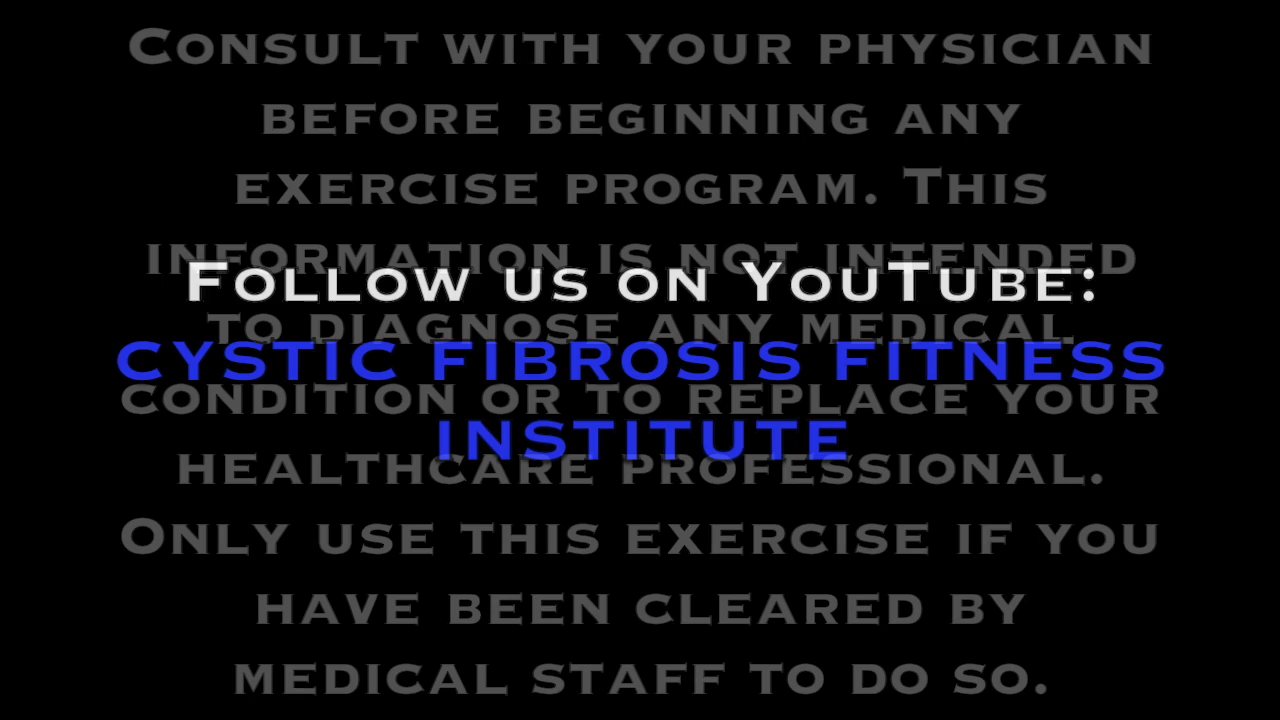 Consult with your physician
before beginning any
exercise program. This
information is not intended
Follow us on YouTube:
to diagnose any medical
cystic fibrosis fitness
condition or to replace your
institute
healthcare professional.
Only use this exercise if you
have been cleared by
medical staff to do so.